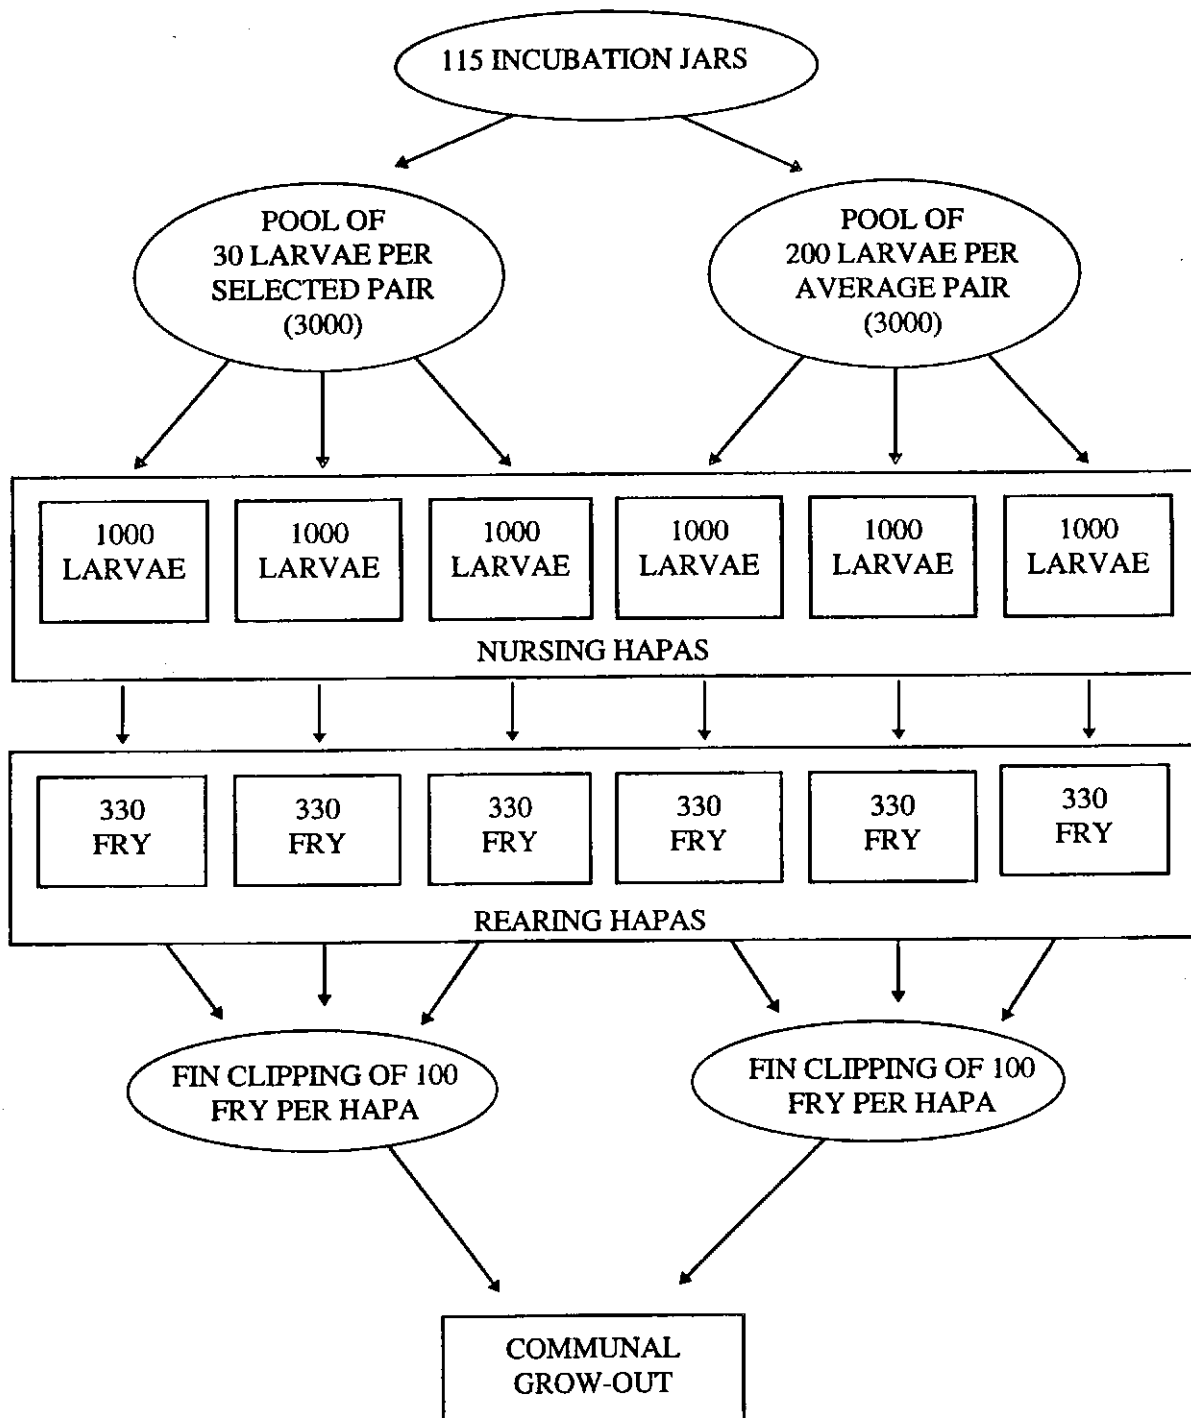 115 INCUBATION JARS
POOL OF
30 LARVAE PER
SELECTED PAIR
(3000)
POOL OF
200 LARVAE PER
AVERAGE PAIR
(3000)
1000
LARVAE
1000
LARVAE
1000
LARVAE
1000
LARVAE
1000
LARVAE
1000
LARVAE
NURSING HAPAS
330
FRY
330
FRY
330
FRY
330
FRY
330
FRY
330
FRY
REARING HAPAS
FIN CLIPPING OF 100
FRY PER HAPA
FIN CLIPPING OF 100
FRY PER HAPA
COMMUNAL
GROW-OUT